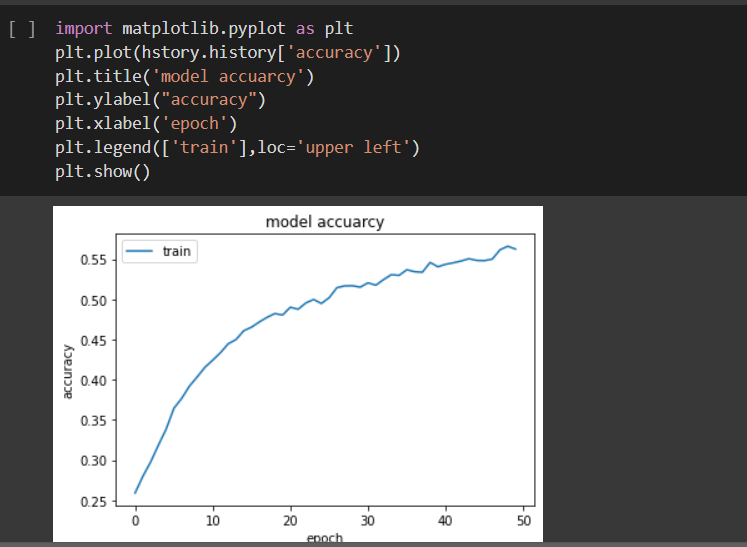 [ ] import matplotlib.pyplot as plt
plt.plot(hstory.history['accuracy'])
plt.title('model accuarcy')
plt.ylabel("accuracy")
plt.xlabel('epoch')
plt.legend(['train'],loc='upper left')
plt.show()
model accuarcy
train
0.55
0.50
0.45
0.40
0.35
0.30
0.25
accuracy
0 10 20 30 40 50
epoch